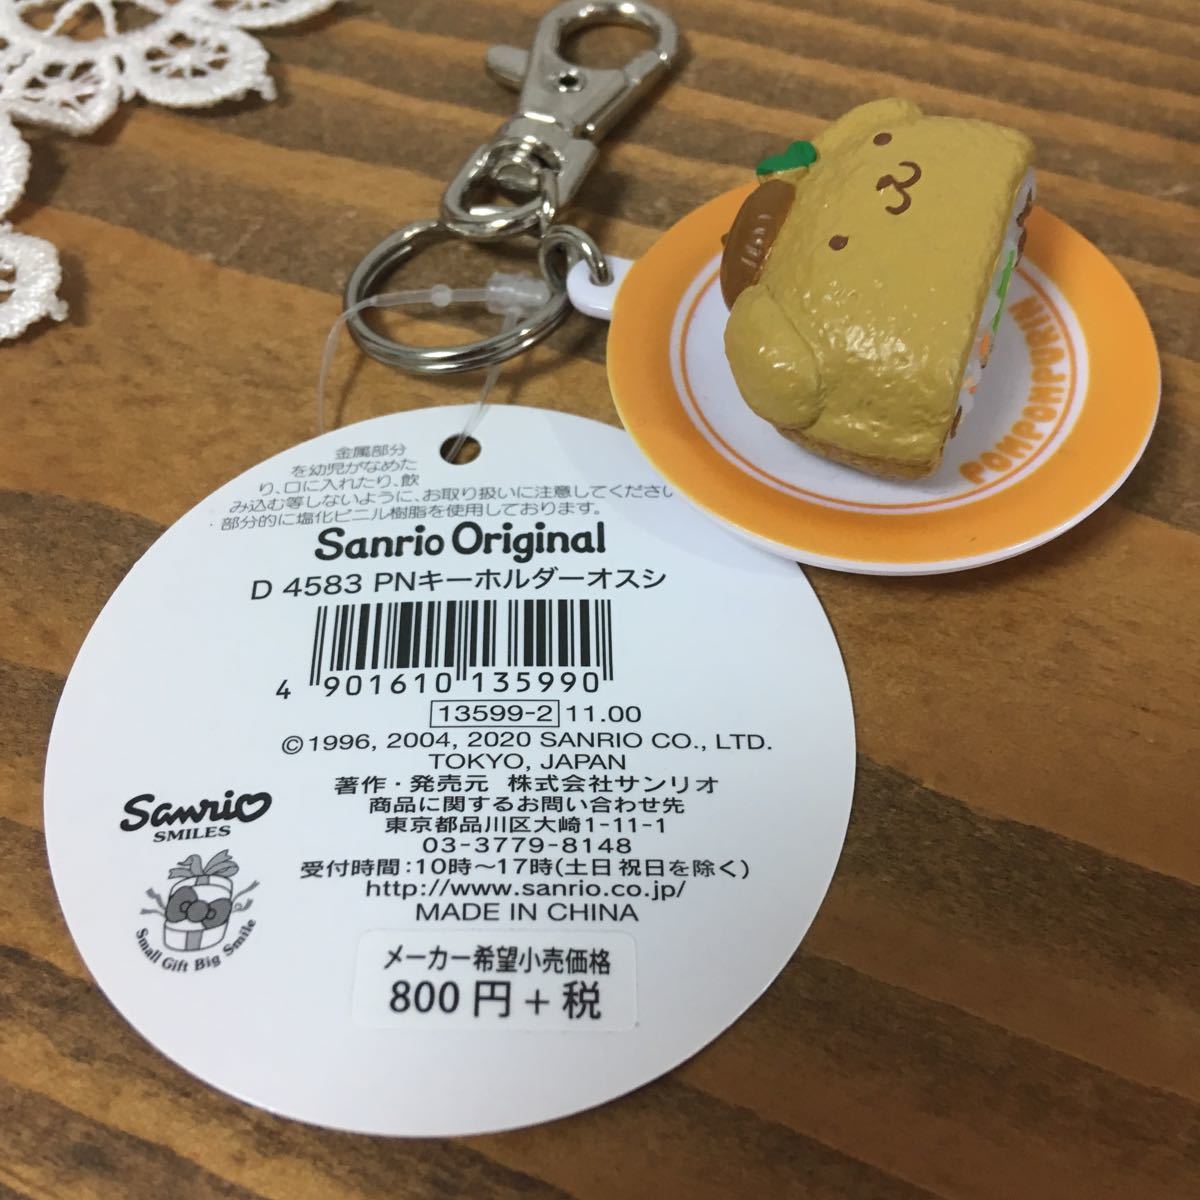 金属部分
を幼児がなめた
り、口に入れたり、飲
み込む等しないように、お取り扱いに注意してください
部分的に塩化ビニル樹脂を使用しております。
Sanrio Original
D 4583 PNキーホルダーオスシ
4 901610 135990
13599-2 11.00
©1996, 2004, 2020 SANRIO CO., LTD.
TOKYO, JAPAN
著作・発売元 株式会社サンリオ
商品に関するお問い合わせ先
東京都品川区大崎1-11-1
03-3779-8148
受付時間:10時～17時(土日祝日を除く)
http://www.sanrio.co.jp/
MADE IN CHINA
Sanrio
SMILES
Small Gift Big Smile
メーカー希望小売価格
800円+税
POMPOMPURIN